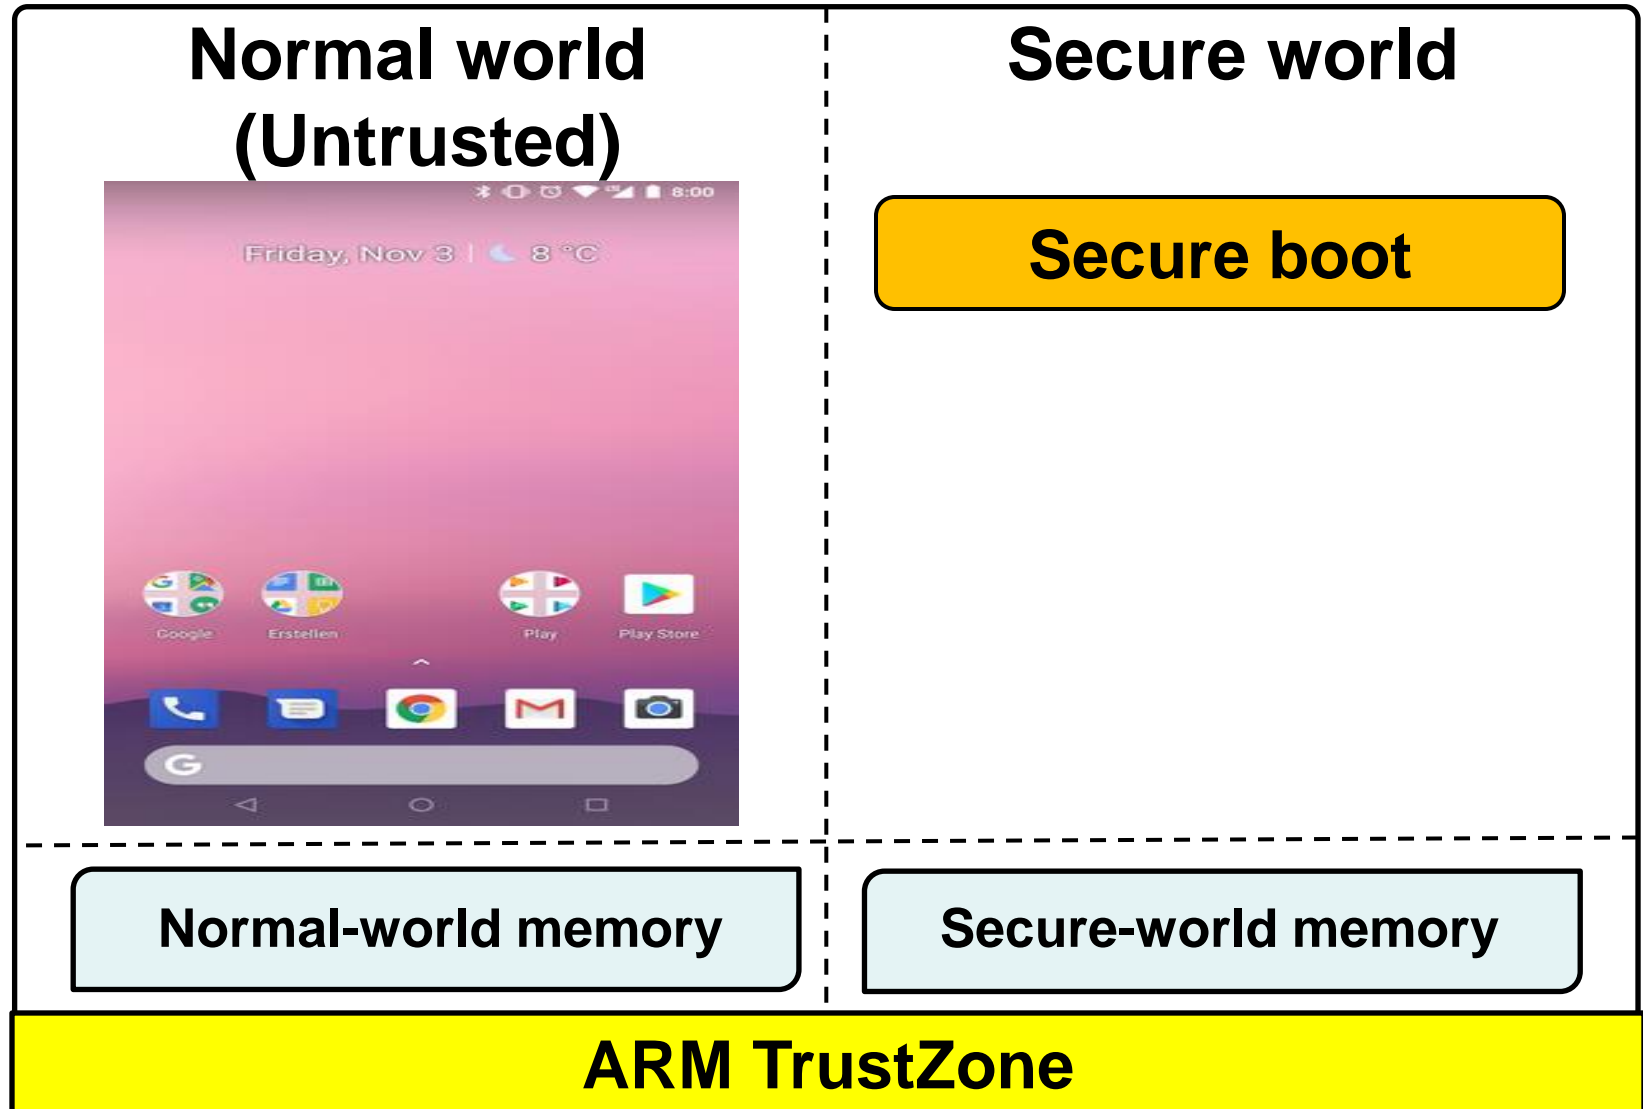 Normal world
(Untrusted)
Secure world
8:00
Friday, Nov 3 | 8 °C
Secure boot
Google
Erstellen
Play
Play Store
G
Normal-world memory
Secure-world memory
ARM TrustZone